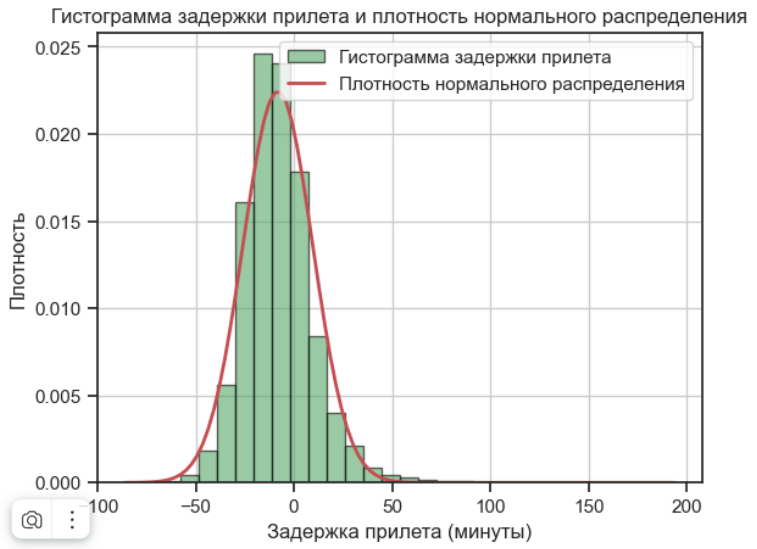 Гистограмма задержки прилета и плотность нормального распределения
Гистограмма задержки прилета
Плотность нормального распределения
Плотность
0.025
0.020
0.015
0.010
0.005
0.000
−100 −50 0 50 100 150 200
Задержка прилета (минуты)